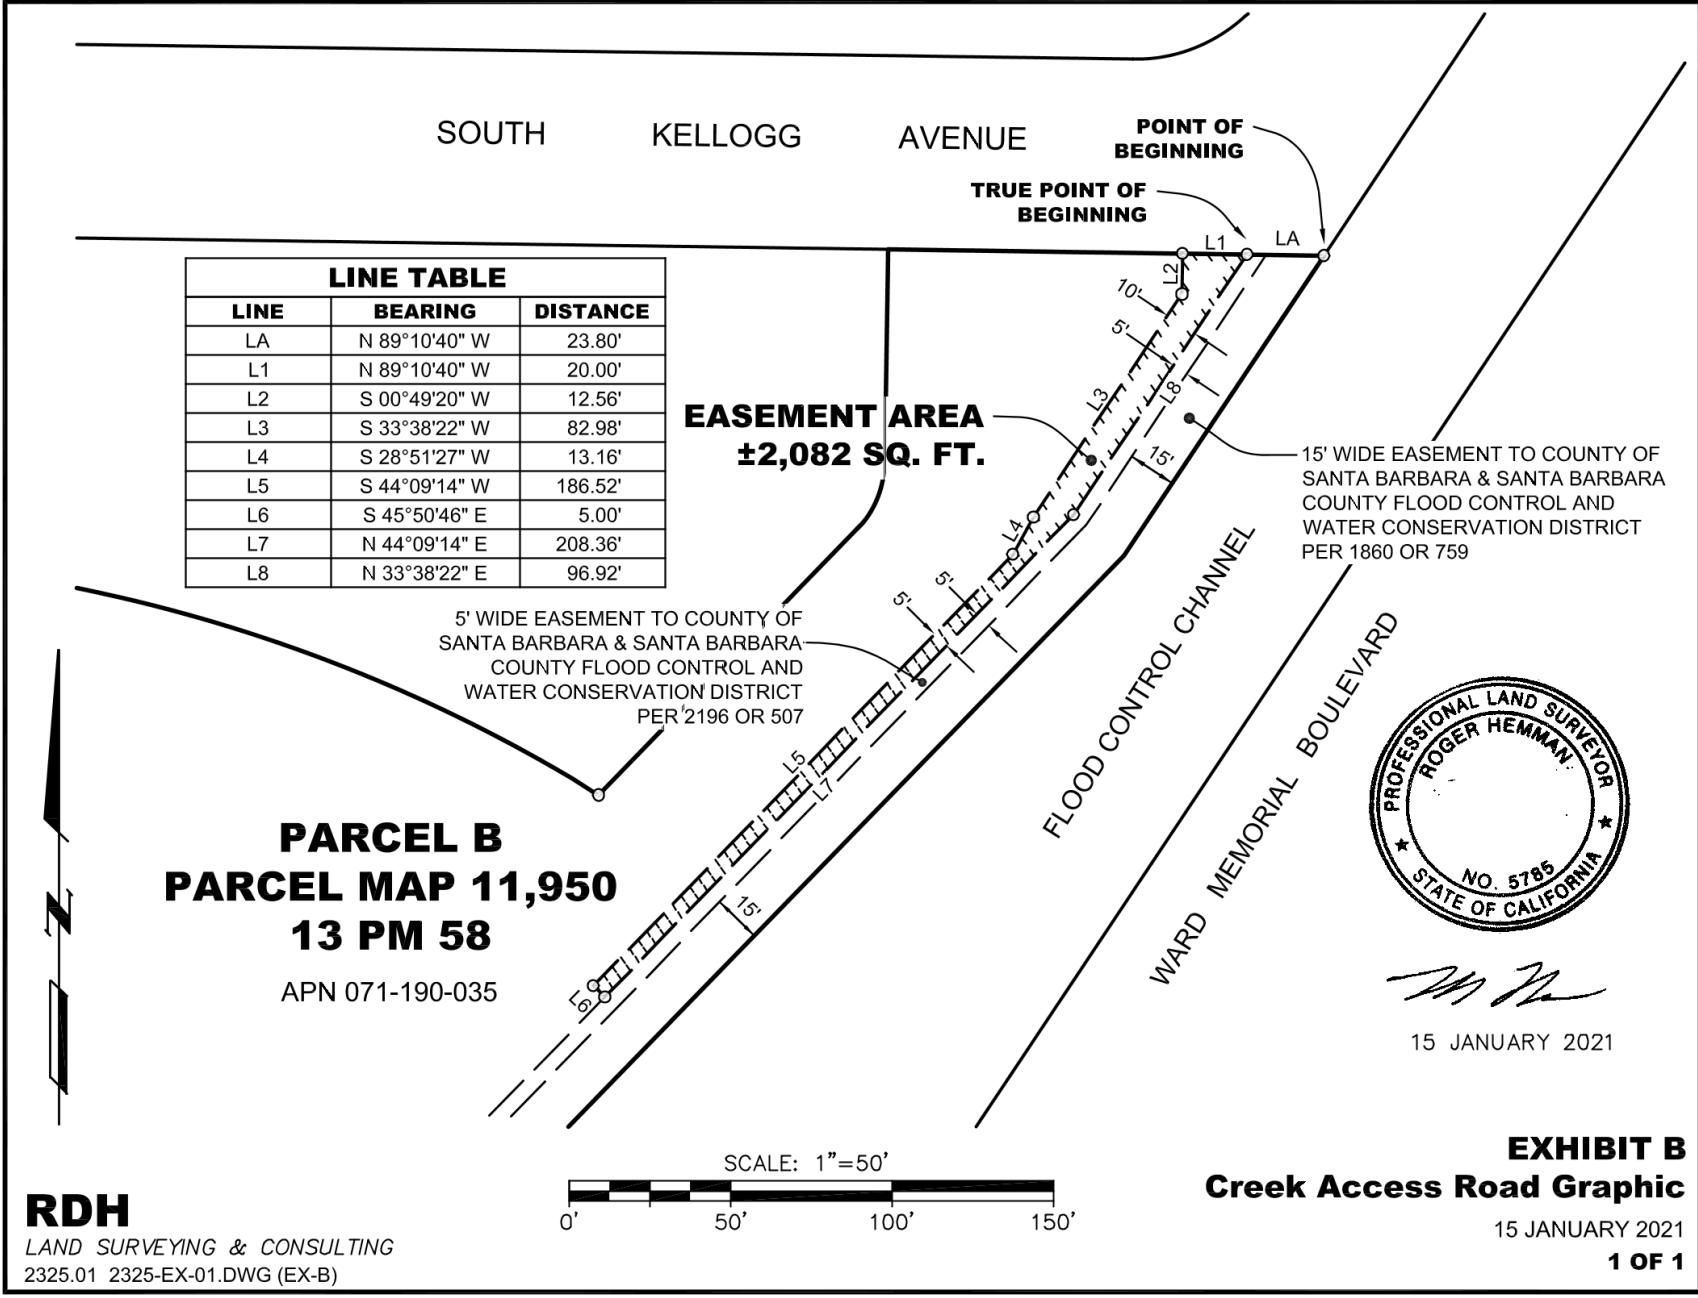 SOUTH KELLOGG AVENUE
POINT OF
BEGINNING
TRUE POINT OF
BEGINNING
L1
LA
L2
10'
5'
L3
L8
15'
L4
5'
5'
L5
L7
15'
L6
LINE TABLE
LINE BEARING DISTANCE
LA N 89°10'40" W 23.80'
L1 N 89°10'40" W 20.00'
L2 S 00°49'20" W 12.56'
L3 S 33°38'22" W 82.98'
L4 S 28°51'27" W 13.16'
L5 S 44°09'14" W 186.52'
L6 S 45°50'46" E 5.00'
L7 N 44°09'14" E 208.36'
L8 N 33°38'22" E 96.92'
EASEMENT AREA
±2,082 SQ. FT.
15' WIDE EASEMENT TO COUNTY OF
SANTA BARBARA & SANTA BARBARA
COUNTY FLOOD CONTROL AND
WATER CONSERVATION DISTRICT
PER 1860 OR 759
5' WIDE EASEMENT TO COUNTY OF
SANTA BARBARA & SANTA BARBARA
COUNTY FLOOD CONTROL AND
WATER CONSERVATION DISTRICT
PER 2196 OR 507
FLOOD CONTROL CHANNEL
WARD MEMORIAL BOULEVARD
PROFESSIONAL LAND SURVEYOR
ROGER HEMMAN
NO. 5785
STATE OF CALIFORNIA
15 JANUARY 2021
PARCEL B
PARCEL MAP 11,950
13 PM 58
APN 071-190-035
N
SCALE: 1"=50'
0' 50' 100' 150'
RDH
LAND SURVEYING & CONSULTING
2325.01 2325-EX-01.DWG (EX-B)
EXHIBIT B
Creek Access Road Graphic
15 JANUARY 2021
1 OF 1